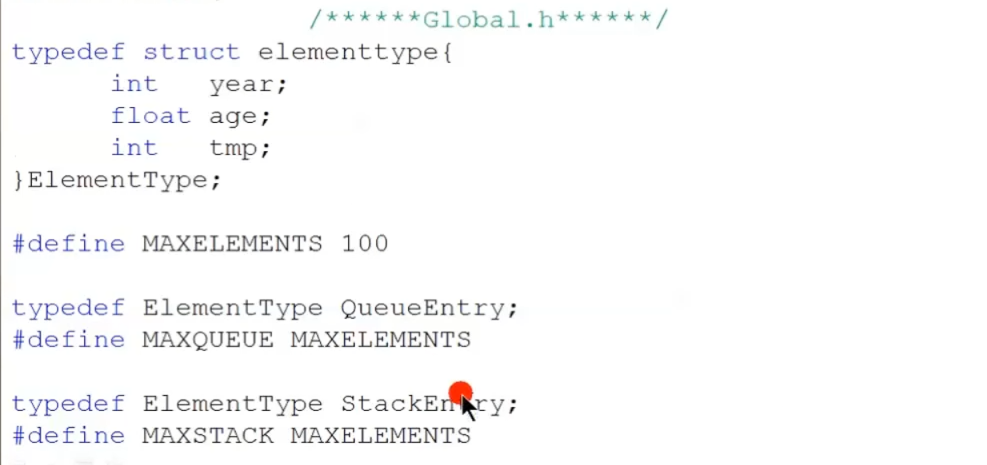 /******Global.h******/
typedef struct elementtype{
int year;
float age;
int tmp;
}ElementType;
#define MAXELEMENTS 100
typedef ElementType QueueEntry;
#define MAXQUEUE MAXELEMENTS
typedef ElementType StackEntry;
#define MAXSTACK MAXELEMENTS